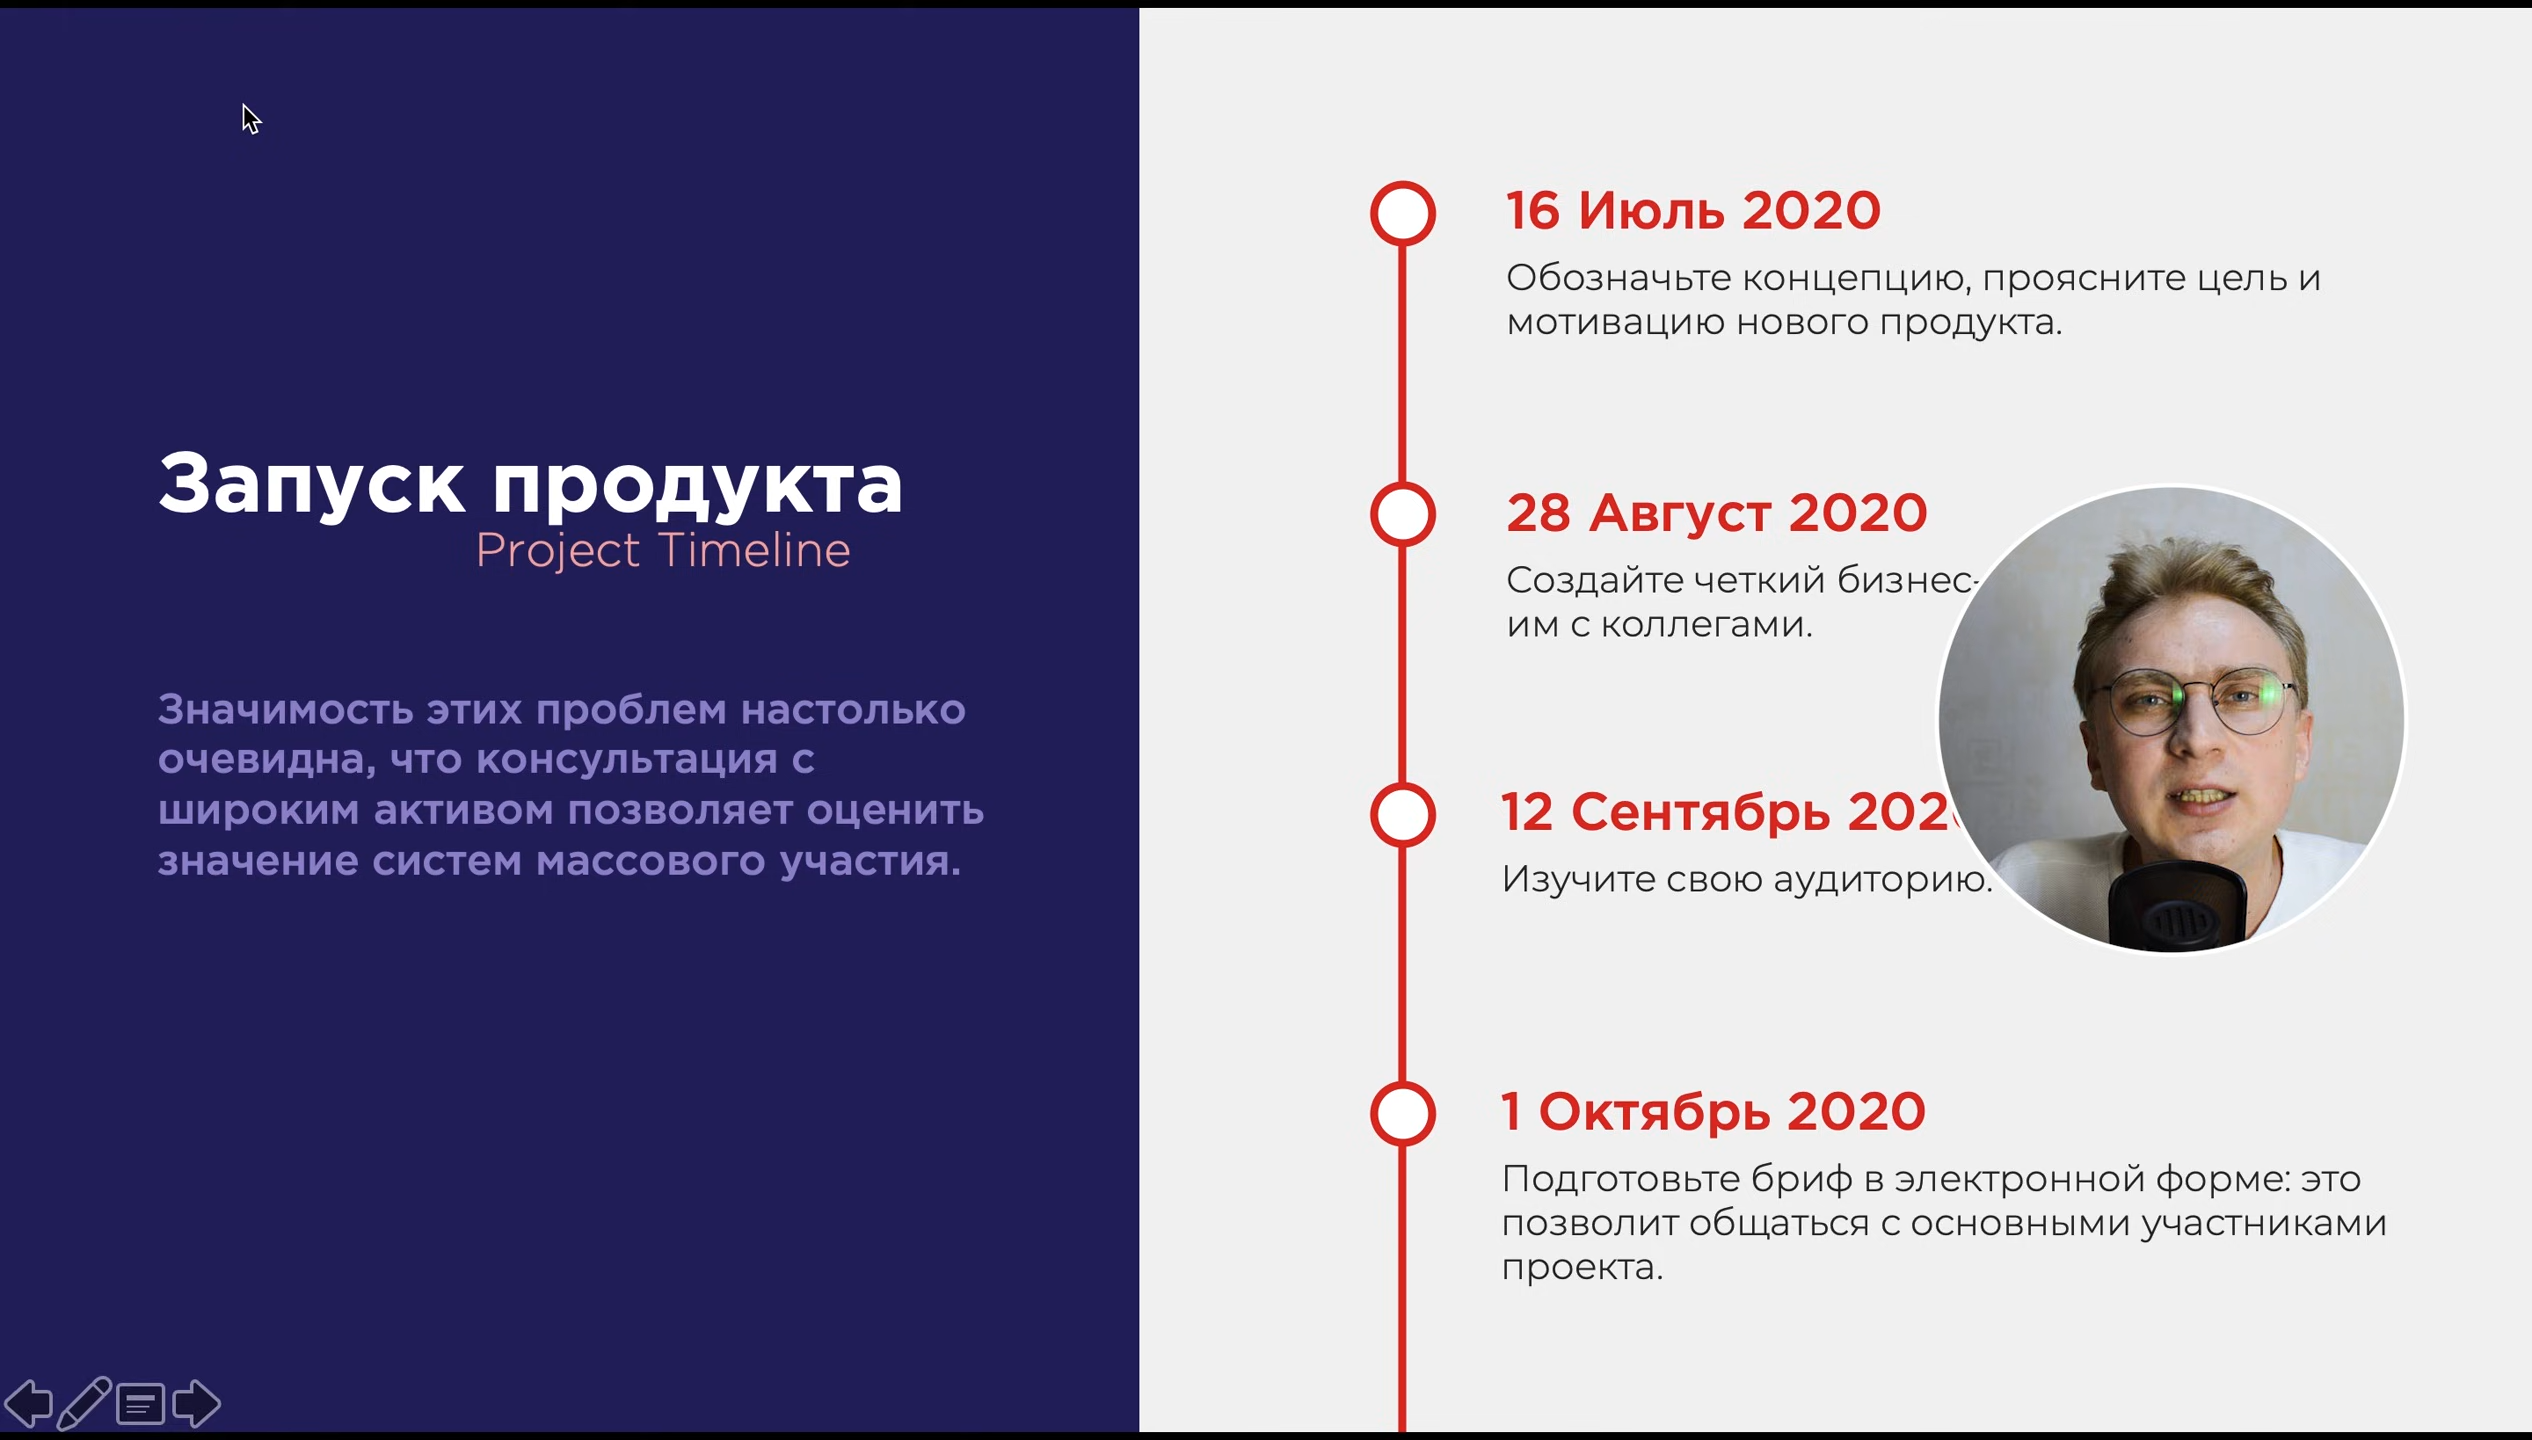 Запуск продукта
Project Timeline
Значимость этих проблем настолько
очевидна, что консультация с
широким активом позволяет оценить
значение систем массового участия.
16 Июль 2020
Обозначьте концепцию, проясните цель и
мотивацию нового продукта.
28 Август 2020
Создайте четкий бизнес-
им с коллегами.
12 Сентябрь
Изучите свою аудиторию.
1 Октябрь 2020
Подготовьте бриф в электронной форме: это
позволит общаться с основными участниками
проекта.